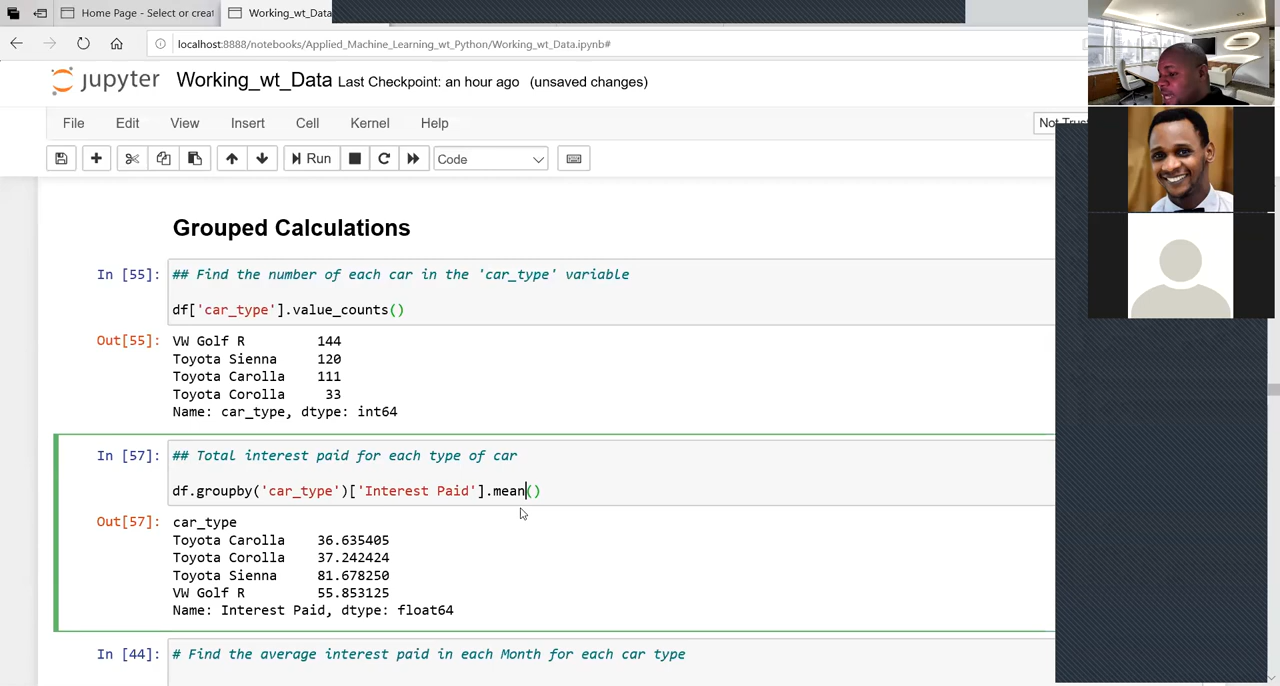 Home Page - Select or creat
Working_wt_Data
localhost:8888/notebooks/Applied_Machine_Learning_wt_Python/Working_wt_Data.ipynb#
jupyter Working_wt_Data Last Checkpoint: an hour ago (unsaved changes)
File Edit View Insert Cell Kernel Help
Not Trust
Run
Code
Grouped Calculations
In [55]: ## Find the number of each car in the 'car_type' variable
df['car_type'].value_counts()
Out[55]: VW Golf R 144
Toyota Sienna 120
Toyota Carolla 111
Toyota Corolla 33
Name: car_type, dtype: int64
In [57]: ## Total interest paid for each type of car
df.groupby('car_type')['Interest Paid'].mean()
Out[57]: car_type
Toyota Carolla 36.635405
Toyota Corolla 37.242424
Toyota Sienna 81.678250
VW Golf R 55.853125
Name: Interest Paid, dtype: float64
In [44]: # Find the average interest paid in each Month for each car type